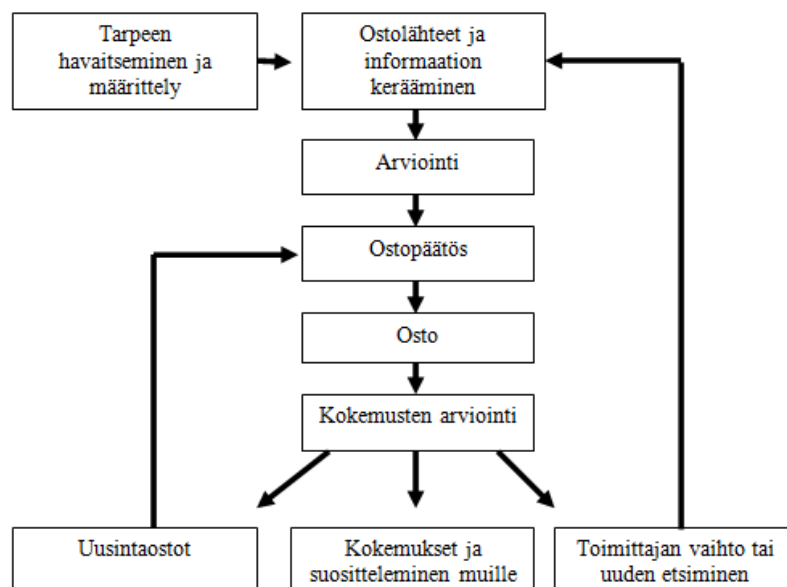 Tarpeen
havaitseminen ja
määrittely
Ostolähteet ja
informaation
kerääminen
Arviointi
Ostopäätös
Osto
Kokemusten arviointi
Uusintaostot
Kokemukset ja
suositteleminen muille
Toimittajan vaihto tai
uuden etsiminen